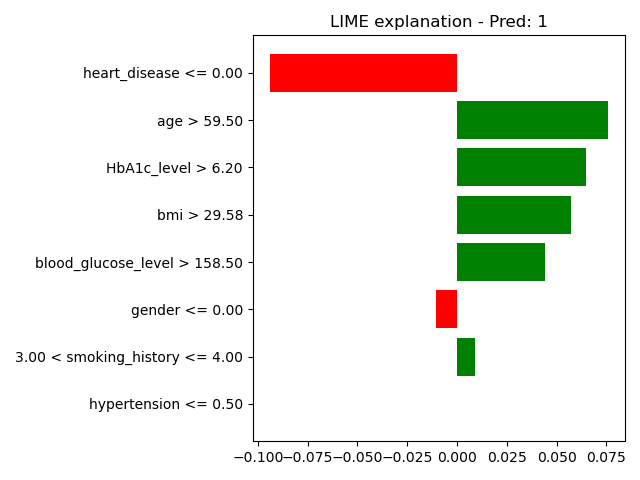 LIME explanation - Pred: 1
heart_disease <= 0.00
age > 59.50
HbA1c_level > 6.20
bmi > 29.58
blood_glucose_level > 158.50
gender <= 0.00
3.00 < smoking_history <= 4.00
hypertension <= 0.50
−0.100 −0.075 −0.050 −0.025 0.000 0.025 0.050 0.075